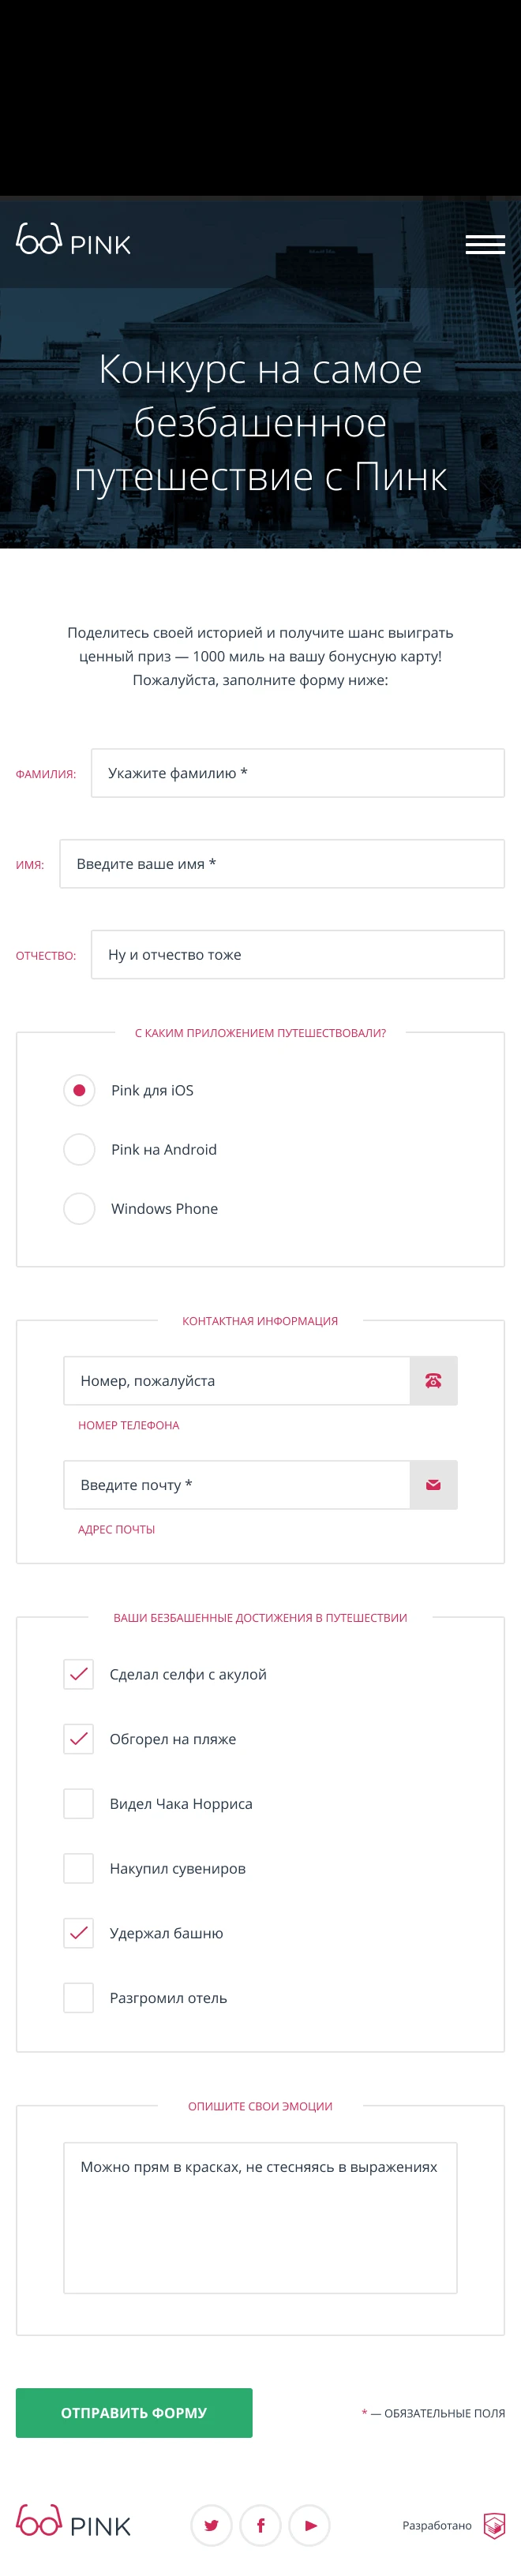 PINK
Конкурс на самое
безбашенное
путешествие с Пинк
Поделитесь своей историей и получите шанс выиграть
ценный приз — 1000 миль на вашу бонусную карту!
Пожалуйста, заполните форму ниже:
ФАМИЛИЯ: Укажите фамилию *
ИМЯ: Введите ваше имя *
ОТЧЕСТВО: Ну и отчество тоже
С КАКИМ ПРИЛОЖЕНИЕМ ПУТЕШЕСТВОВАЛИ?
Pink для iOS
Pink на Android
Windows Phone
КОНТАКТНАЯ ИНФОРМАЦИЯ
Номер, пожалуйста
НОМЕР ТЕЛЕФОНА
Введите почту *
АДРЕС ПОЧТЫ
ВАШИ БЕЗБАШЕННЫЕ ДОСТИЖЕНИЯ В ПУТЕШЕСТВИИ
Сделал селфи с акулой
Обгорел на пляже
Видел Чака Норриса
Накупил сувениров
Удержал башню
Разгромил отель
ОПИШИТЕ СВОИ ЭМОЦИИ
Можно прям в красках, не стесняясь в выражениях
ОТПРАВИТЬ ФОРМУ * — ОБЯЗАТЕЛЬНЫЕ ПОЛЯ
PINK Разработано